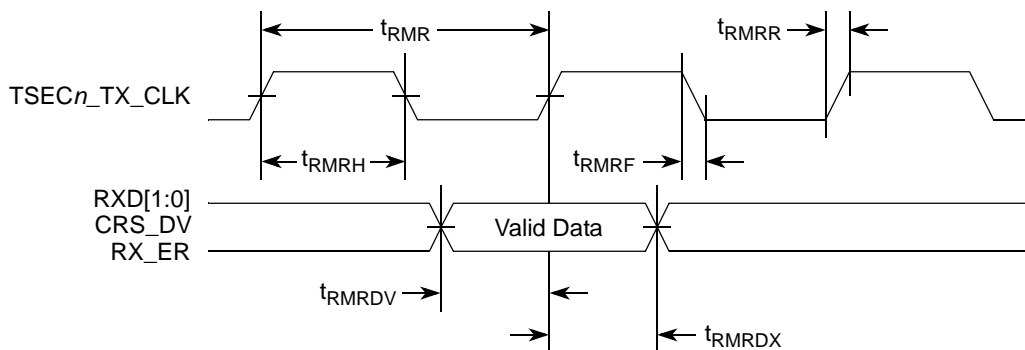 tRMR
tRMRR
TSECn_TX_CLK
tRMRH
tRMRF
RXD[1:0]
CRS_DV
Valid Data
RX_ER
tRMRDV
tRMRDX